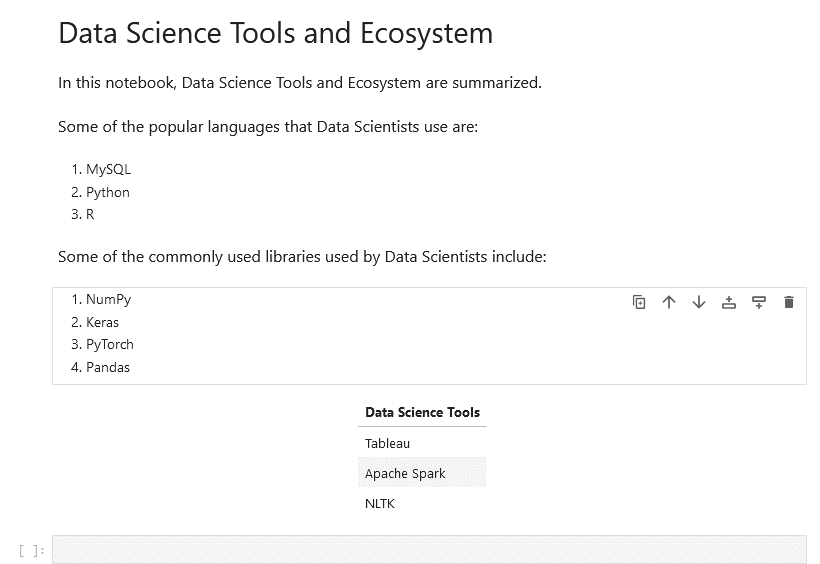 Data Science Tools and Ecosystem
In this notebook, Data Science Tools and Ecosystem are summarized.
Some of the popular languages that Data Scientists use are:
1. MySQL
2. Python
3. R
Some of the commonly used libraries used by Data Scientists include:
1. NumPy
2. Keras
3. PyTorch
4. Pandas
Data Science Tools
Tableau
Apache Spark
NLTK
[ ]: